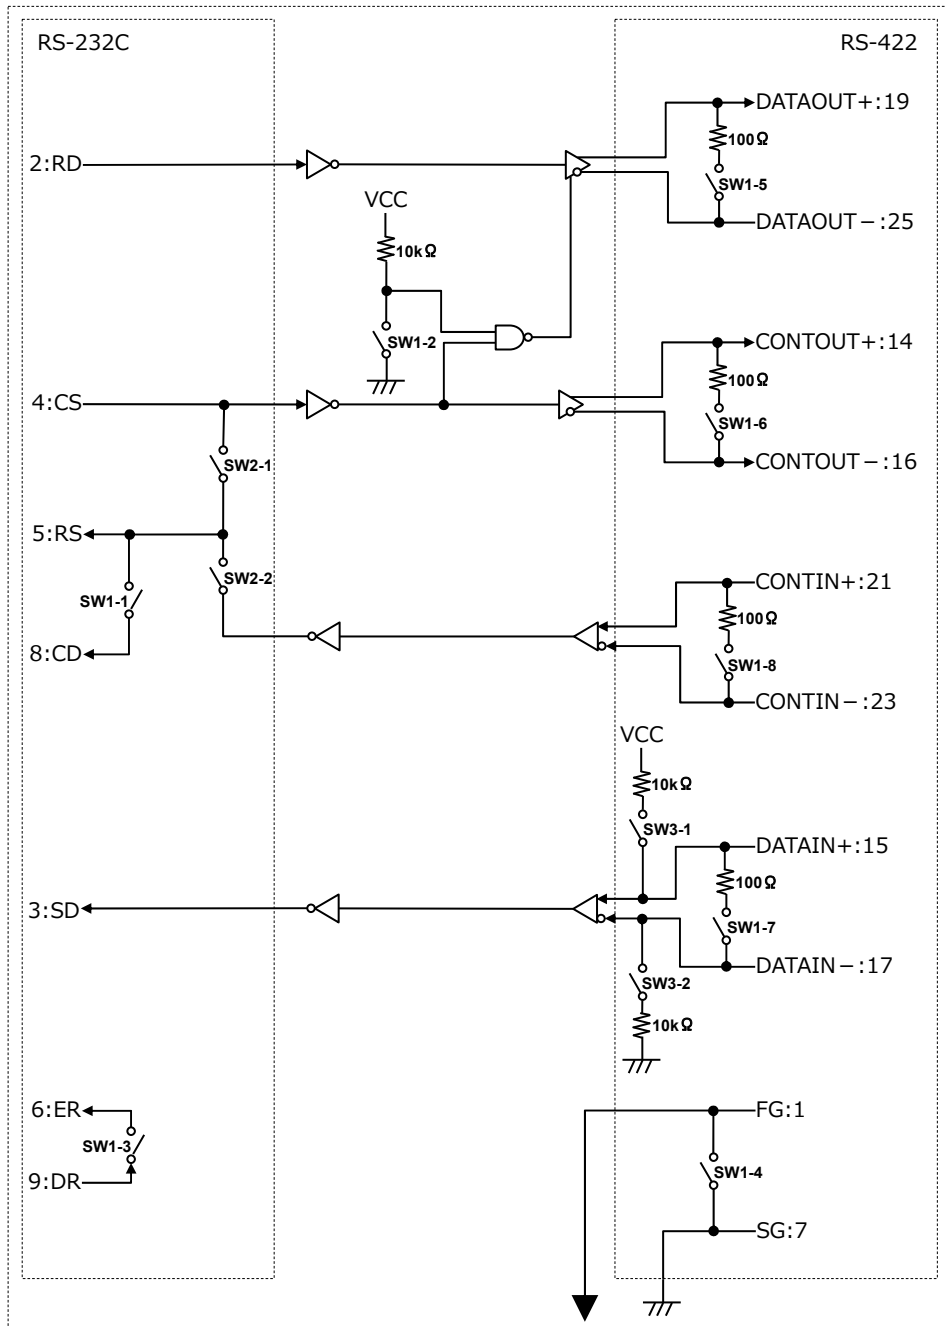 RS-232C
RS-422
DATAOUT+:19
100Ω
2:RD
SW1-5
VCC
DATAOUT−:25
10kΩ
SW1-2
CONTOUT+:14
100Ω
4:CS
SW1-6
SW2-1
CONTOUT−:16
5:RS
SW2-2
CONTIN+:21
SW1-1
100Ω
8:CD
SW1-8
CONTIN−:23
VCC
10kΩ
SW3-1
DATAIN+:15
100Ω
3:SD
SW1-7
DATAIN−:17
SW3-2
10kΩ
6:ER
FG:1
SW1-3
SW1-4
9:DR
SG:7